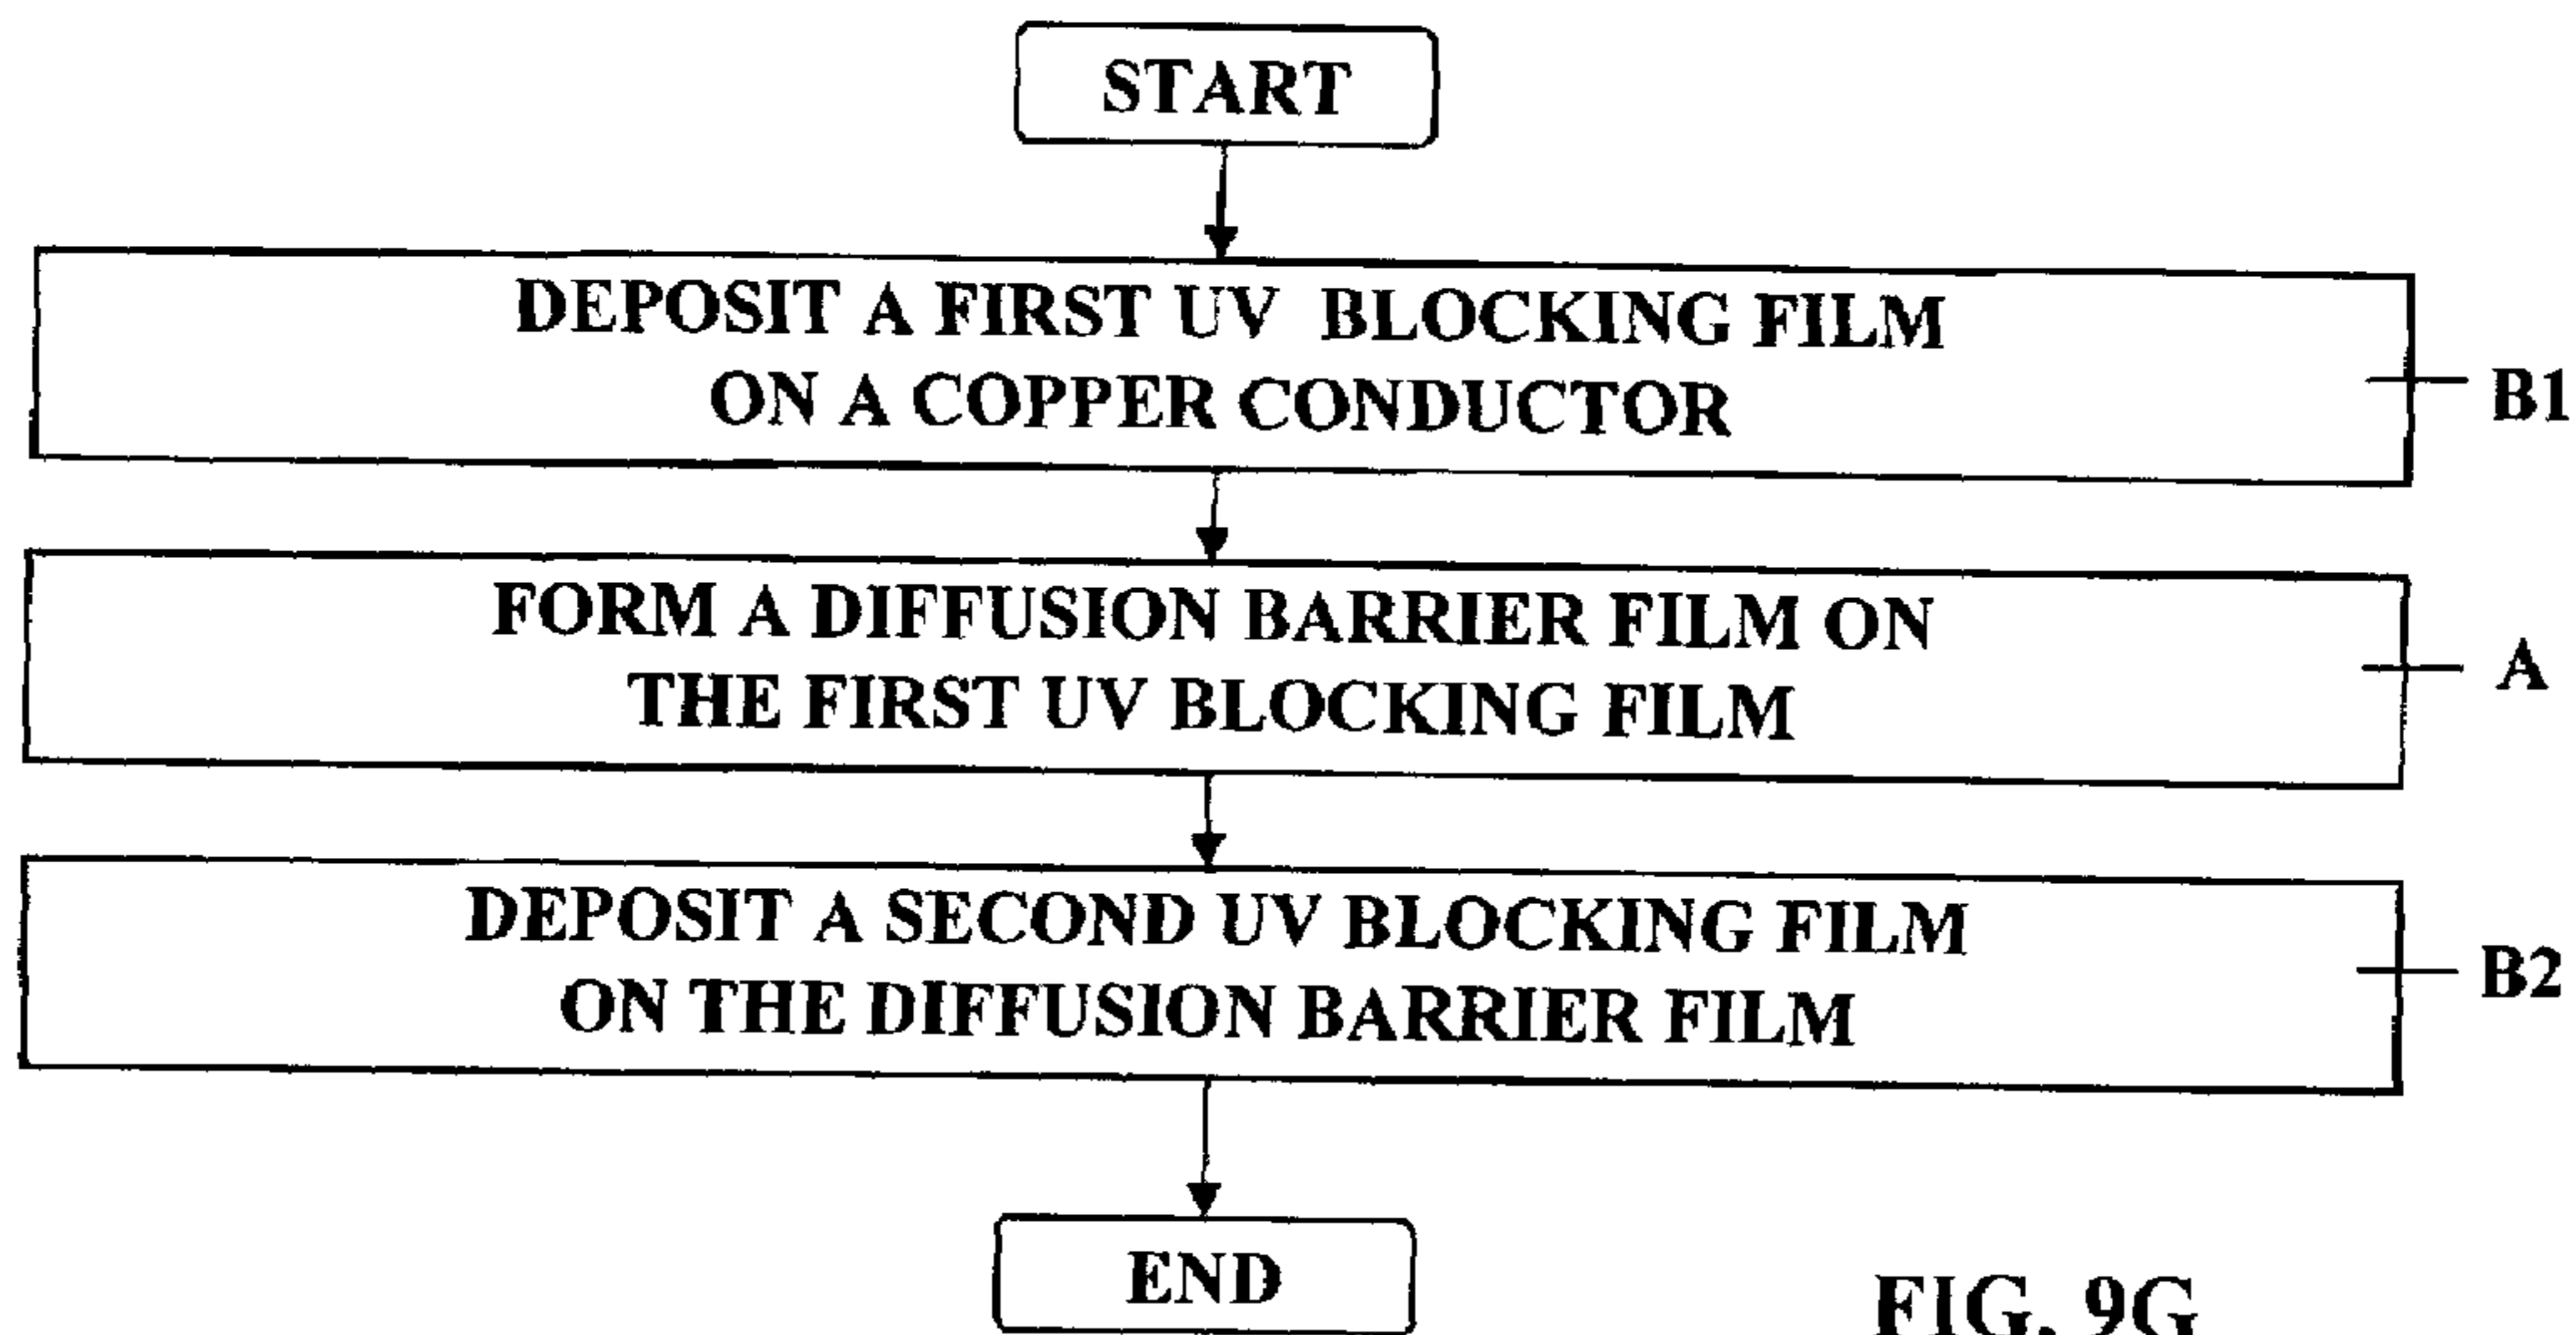 START
DEPOSIT A FIRST UV BLOCKING FILM
ON A COPPER CONDUCTOR
B1
FORM A DIFFUSION BARRIER FILM ON
THE FIRST UV BLOCKING FILM
A
DEPOSIT A SECOND UV BLOCKING FILM
ON THE DIFFUSION BARRIER FILM
B2
END
FIG. 9G